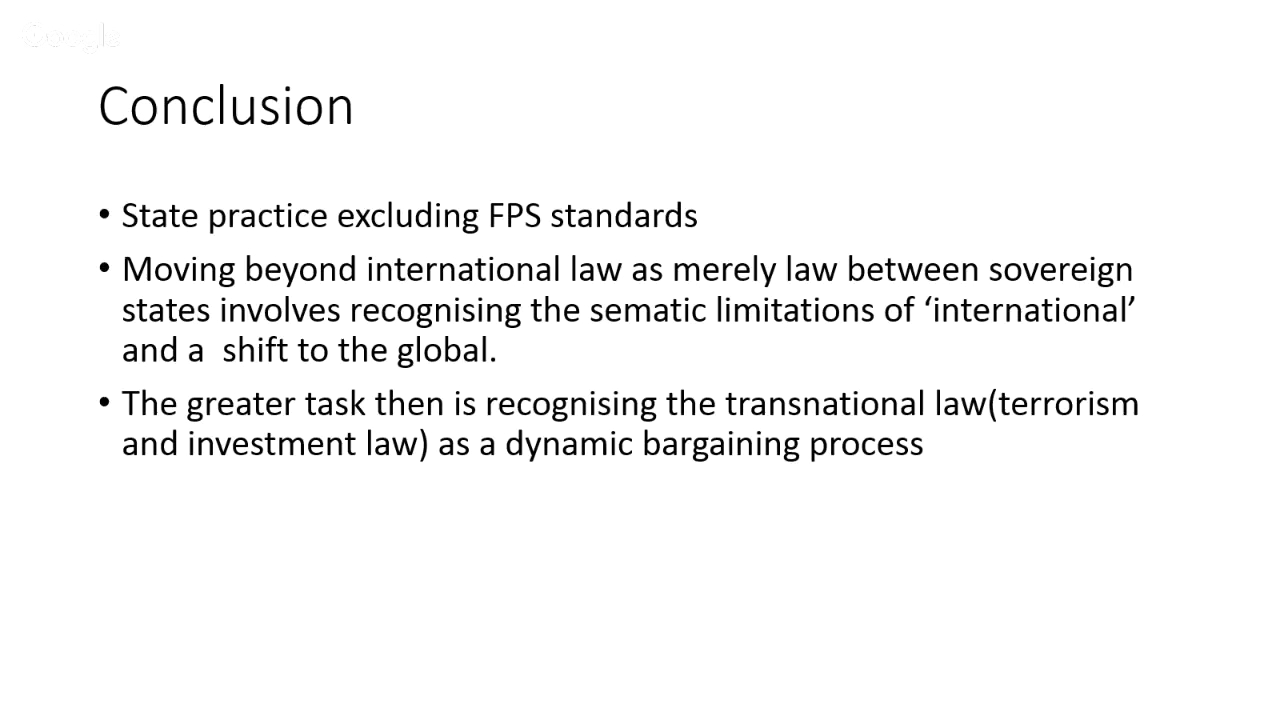 Conclusion
• State practice excluding FPS standards
• Moving beyond international law as merely law between sovereign
states involves recognising the sematic limitations of ‘international’
and a  shift to the global.
• The greater task then is recognising the transnational law(terrorism
and investment law) as a dynamic bargaining process